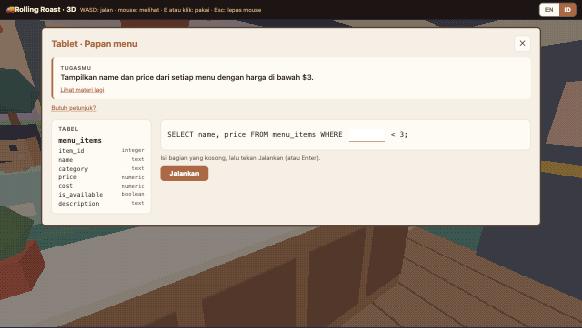 Rolling Roast · 3D WASD: jalan · mouse: melihat · E atau klik: pakai · Esc: lepas mouse EN ID
Tablet · Papan menu
TUGASMU
Tampilkan name dan price dari setiap menu dengan harga di bawah $3.
Lihat materi lagi
Butuh petunjuk?
TABEL
menu_items
item_id integer
name text
category text
price numeric
cost numeric
is_available boolean
description text
SELECT name, price FROM menu_items WHERE < 3;
Isi bagian yang kosong, lalu tekan Jalankan (atau Enter).
Jalankan